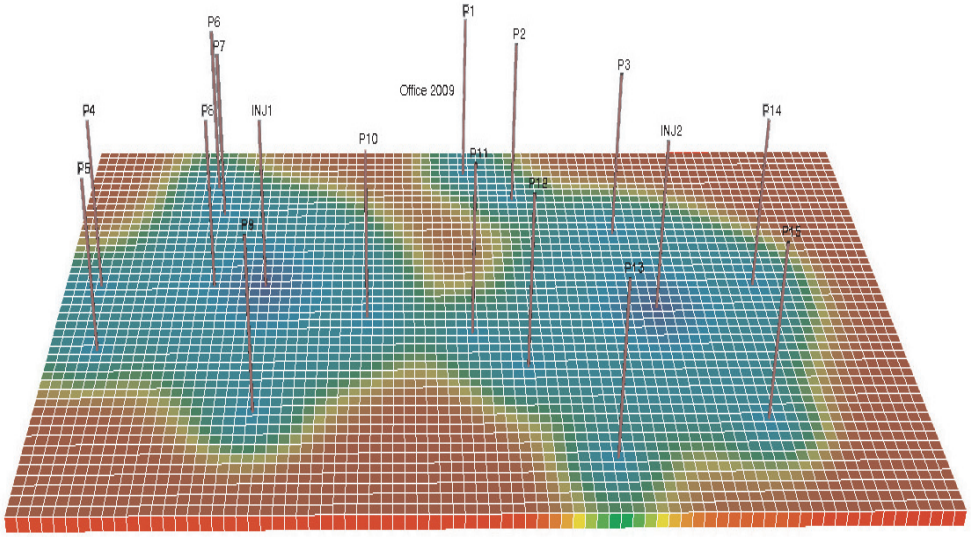 P1
P6
P2
P7
P3
Office 2009
P4
P8
INJ1
P14
INJ2
P10
P11
P5
P12
P9
P15
P13